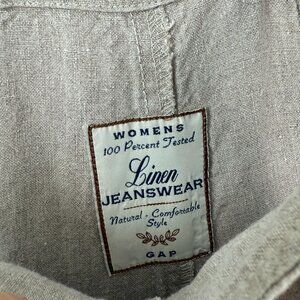 WOMENS
100 Percent Tested
Linen
JEANSWEAR
Natural - Comfortable
Style
GAP